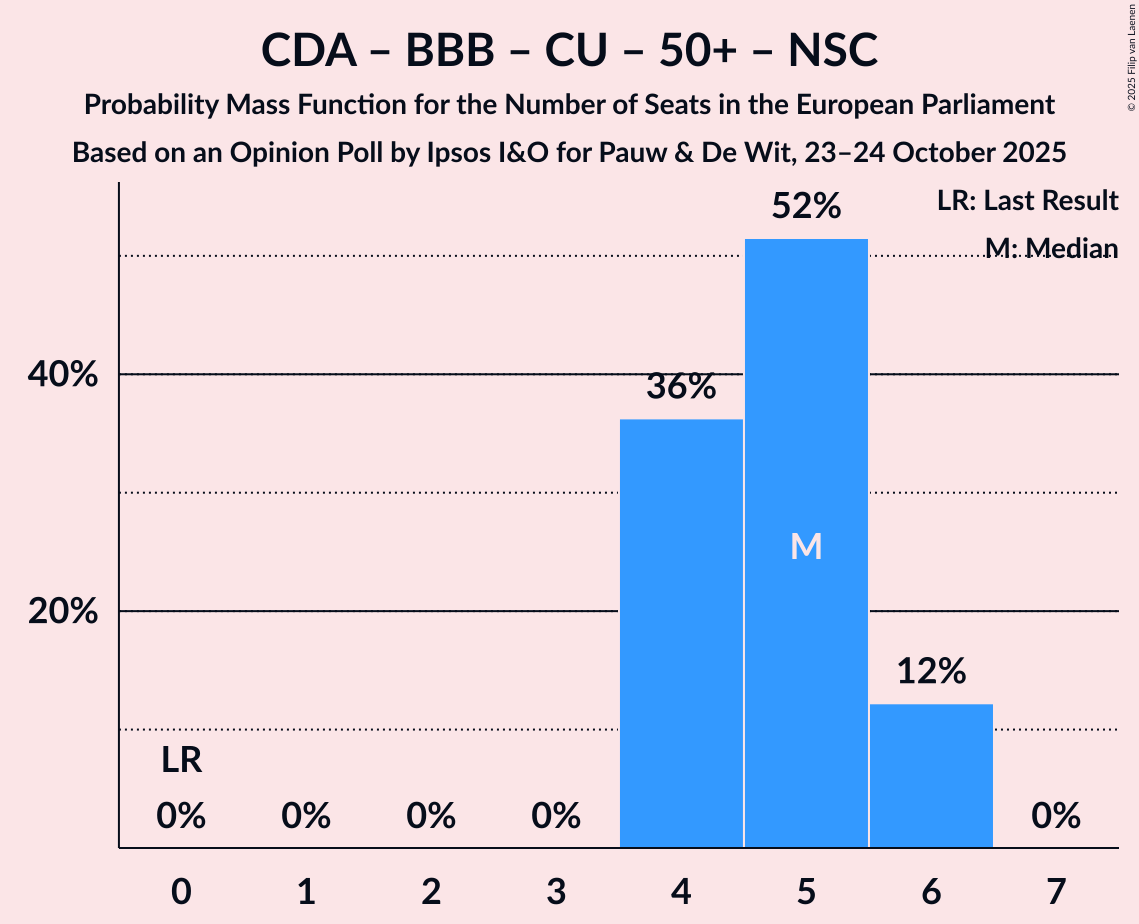 CDA – BBB – CU – 50+ – NSC
Probability Mass Function for the Number of Seats in the European Parliament
Based on an Opinion Poll by Ipsos I&O for Pauw & De Wit, 23–24 October 2025
© 2025 Filip van Laenen
LR: Last Result
M: Median
52%
40%
36%
M
20%
12%
LR
0%
0%
0%
0%
0%
0
1
2
3
4
5
6
7